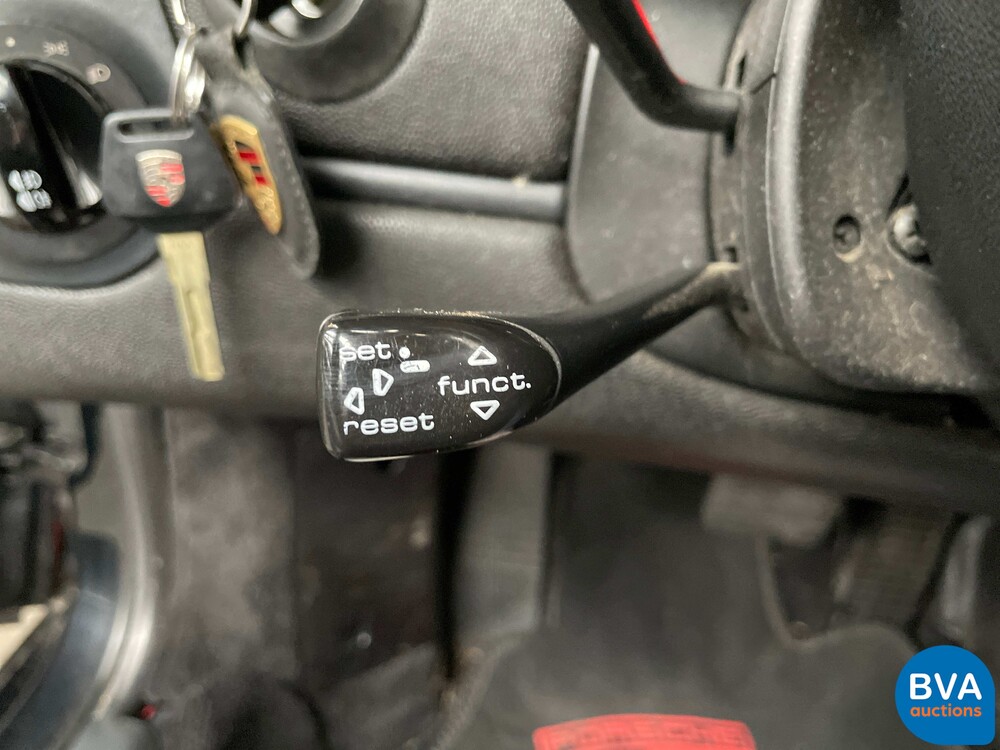 set
funct.
reset
BVA
auctions